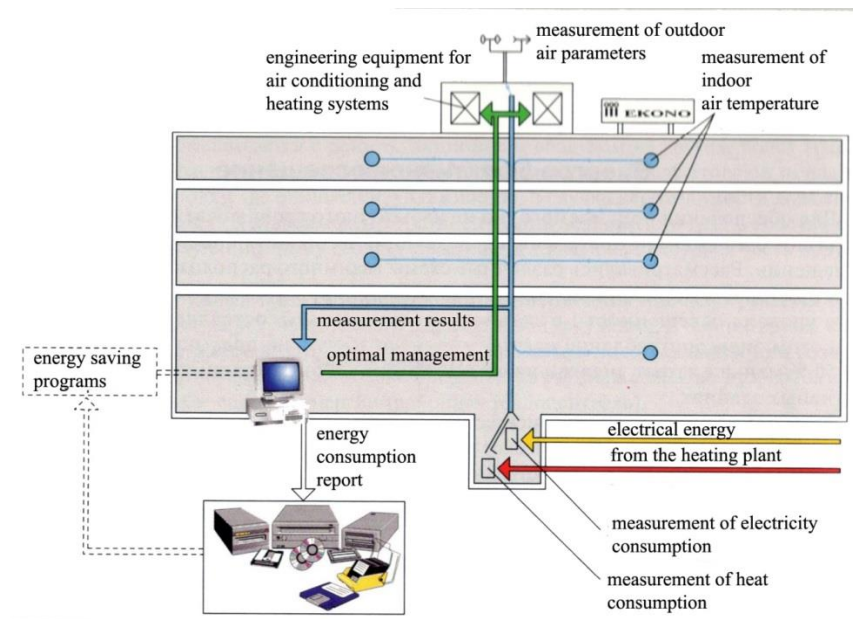 measurement of outdoor
air parameters
engineering equipment for
air conditioning and
heating systems
measurement of
indoor
air temperature
EKONO
measurement results
optimal management
energy saving
programs
energy
consumption
report
electrical energy
from the heating plant
measurement of electricity
consumption
measurement of heat
consumption